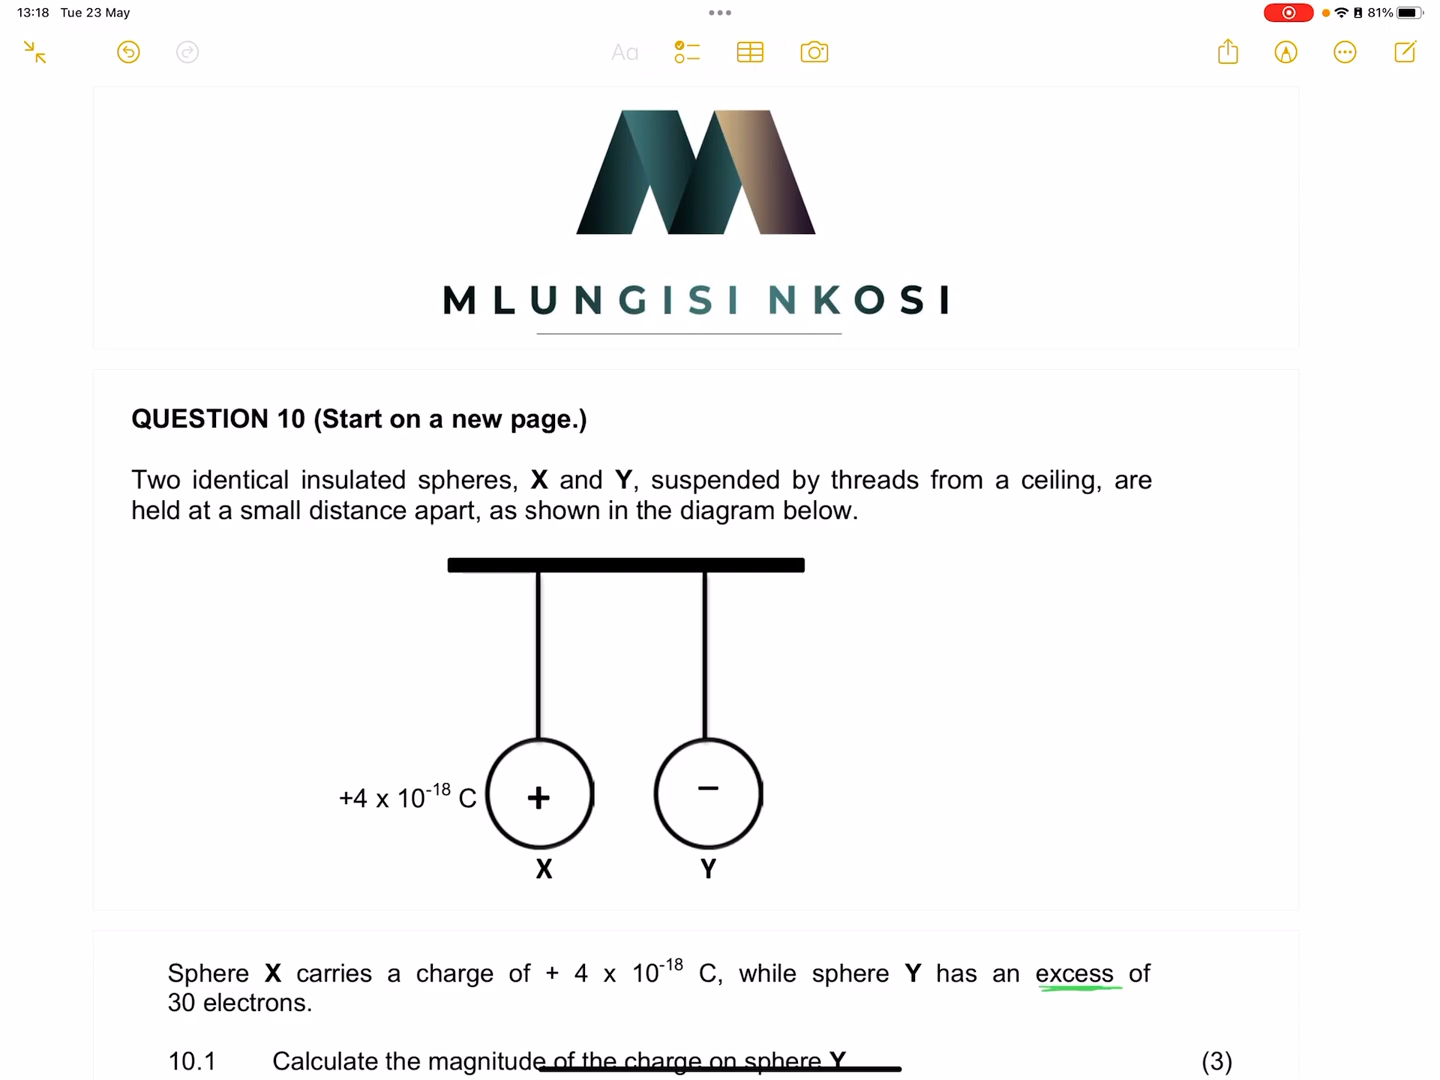 13:18 Tue 23 May
81%
Aa
MLUNGISI NKOSI
QUESTION 10 (Start on a new page.)
Two identical insulated spheres, X and Y, suspended by threads from a ceiling, are
held at a small distance apart, as shown in the diagram below.
+4 x 10⁻¹⁸ C
+
−
X
Y
Sphere X carries a charge of + 4 x 10⁻¹⁸ C, while sphere Y has an excess of
30 electrons.
10.1 Calculate the magnitude of the charge on sphere Y (3)